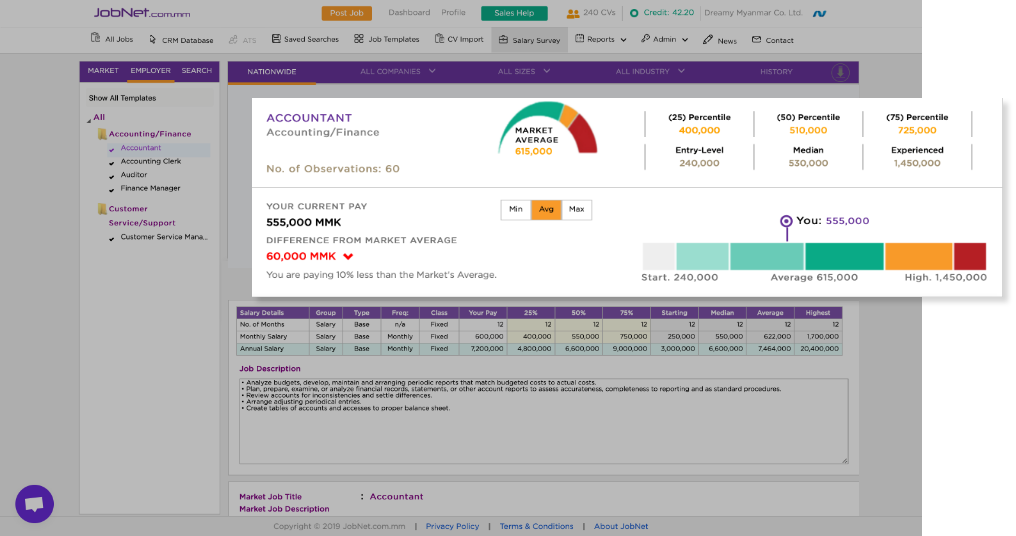 JobNet.com.mm
Post Job Dashboard Profile Sales Help 240 CVs Credit: 42.20 Dreamy Myanmar Co. Ltd.
All Jobs CRM Database ATS Saved Searches Job Templates CV Import Salary Survey Reports Admin News Contact
MARKET EMPLOYER SEARCH
NATIONWIDE ALL COMPANIES ALL SIZES ALL INDUSTRY HISTORY
Show All Templates
All
Accounting/Finance
Accountant
Accounting Clerk
Auditor
Finance Manager
Customer
Service/Support
Customer Service Mana...
ACCOUNTANT
Accounting/Finance
No. of Observations: 60
MARKET
AVERAGE
615,000
(25) Percentile (50) Percentile (75) Percentile
400,000 510,000 725,000
Entry-Level Median Experienced
240,000 530,000 1,450,000
YOUR CURRENT PAY
555,000 MMK
DIFFERENCE FROM MARKET AVERAGE
60,000 MMK
You are paying 10% less than the Market's Average.
Min Avg Max
You: 555,000
Start. 240,000 Average 615,000 High. 1,450,000
Salary Details Group Type Freq: Class Your Pay 25% 50% 75% Starting Median Average Highest
No. of Months Salary Base n/a Fixed 12 12 12 12 12 12 12 12
Monthly Salary Salary Base Monthly Fixed 600,000 400,000 550,000 750,000 250,000 550,000 622,000 1,700,000
Annual Salary Salary Base Monthly Fixed 7,200,000 4,800,000 6,600,000 9,000,000 3,000,000 6,600,000 7,464,000 20,400,000
Job Description
• Analyze budgets, develop, maintain and arranging periodic reports that match budgeted costs to actual costs.
• Plan, prepare, examine, or analyze financial records, statements, or other account reports to assess accurateness, completeness to reporting and as standard procedures.
• Review accounts for inconsistencies and settle differences.
• Arrange adjusting periodical entries.
• Create tables of accounts and accesses to proper balance sheet.
Market Job Title : Accountant
Market Job Description
Copyright © 2019 JobNet.com.mm | Privacy Policy | Terms & Conditions | About JobNet